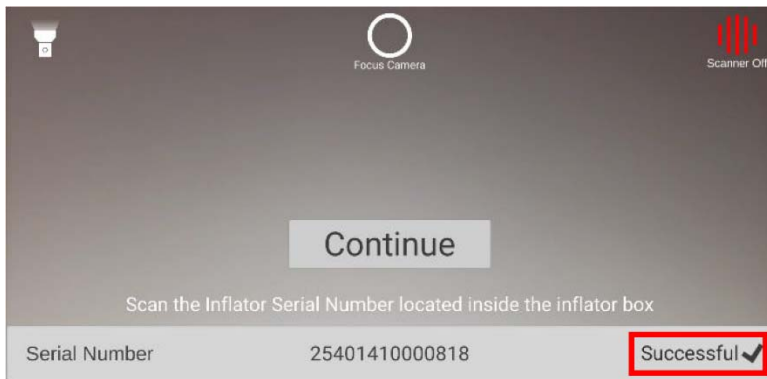 Focus Camera
Scanner Off
Continue
Scan the Inflator Serial Number located inside the inflator box
Serial Number 25401410000818 Successful